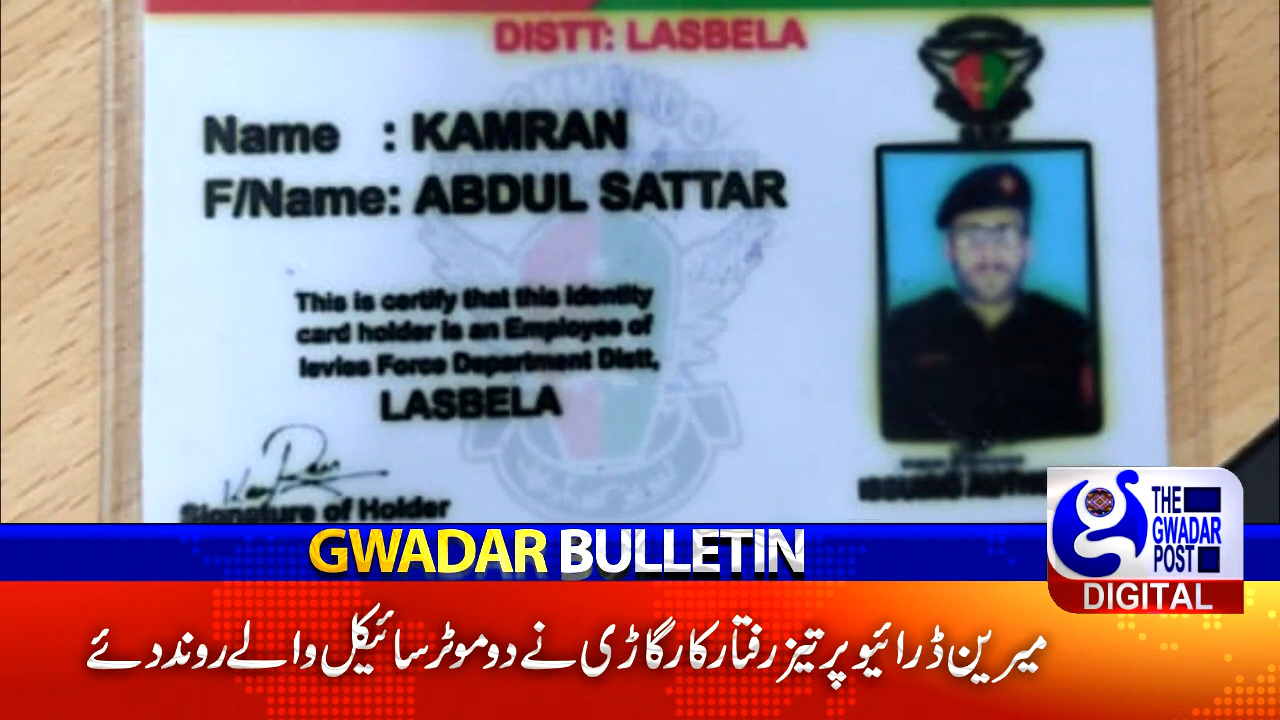 DISTT: LASBELA
Name : KAMRAN
F/Name: ABDUL SATTAR
This is certify that this identity
card holder is an Employee of
levies Force Department Distt,
LASBELA
Signature of Holder
ISSUING
GWADAR BULLETIN
THE
GWADAR
POST
DIGITAL
میرین ڈرائیو پر تیز رفتار کار گاڑی نے دو موٹر سائیکل والے روند دئے